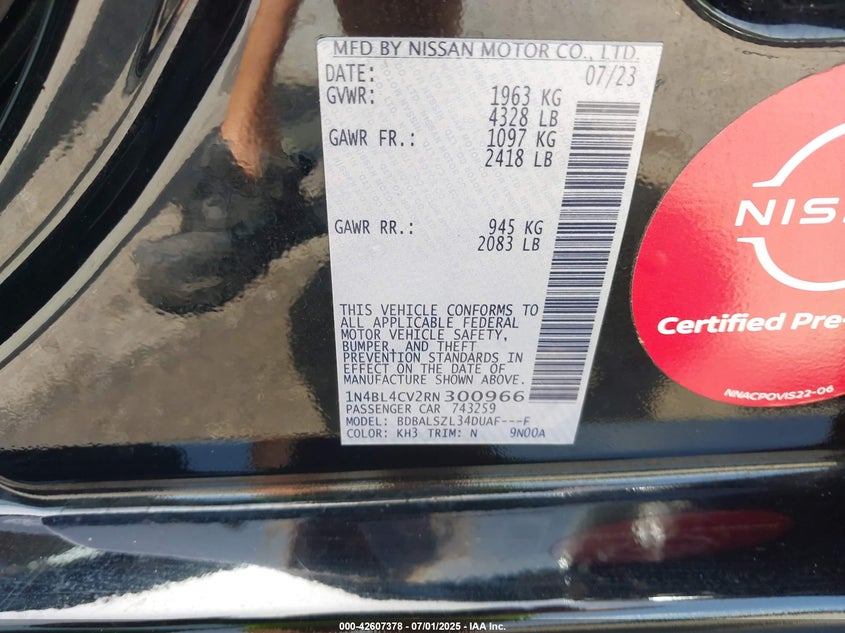 MFD BY NISSAN MOTOR CO., LTD.
DATE: 07/23
GVWR: 1963 KG
4328 LB
GAWR FR.: 1097 KG
2418 LB
GAWR RR.: 945 KG
2083 LB
THIS VEHICLE CONFORMS TO
ALL APPLICABLE FEDERAL
MOTOR VEHICLE SAFETY,
BUMPER, AND THEFT
PREVENTION STANDARDS IN
EFFECT ON THE DATE OF
MANUFACTURE SHOWN ABOVE.
1N4BL4CV2RN300966
PASSENGER CAR 743259
MODEL: BDBALSZL34DUAF---F
COLOR: KH3 TRIM: N 9N00A
NIS
Certified Pre-
NNACPOVIS22-06
000-42607378 - 07/01/2025 - IAA Inc.